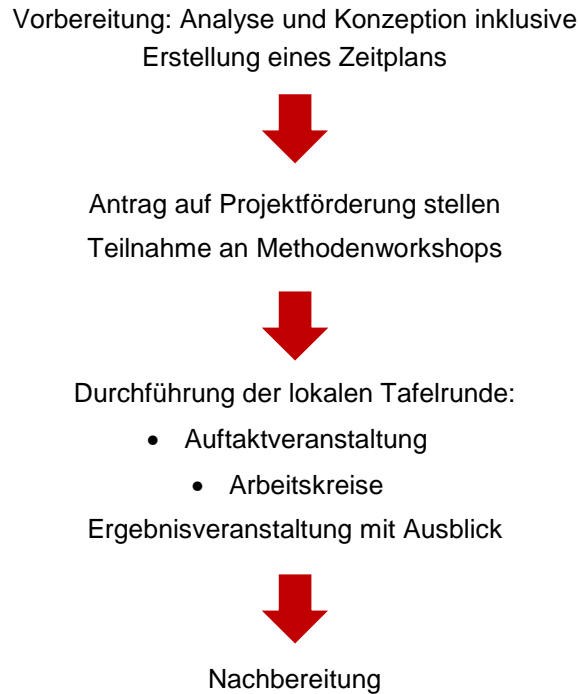 Vorbereitung: Analyse und Konzeption inklusive
Erstellung eines Zeitplans
Antrag auf Projektförderung stellen
Teilnahme an Methodenworkshops
Durchführung der lokalen Tafelrunde:
• Auftaktveranstaltung
• Arbeitskreise
Ergebnisveranstaltung mit Ausblick
Nachbereitung